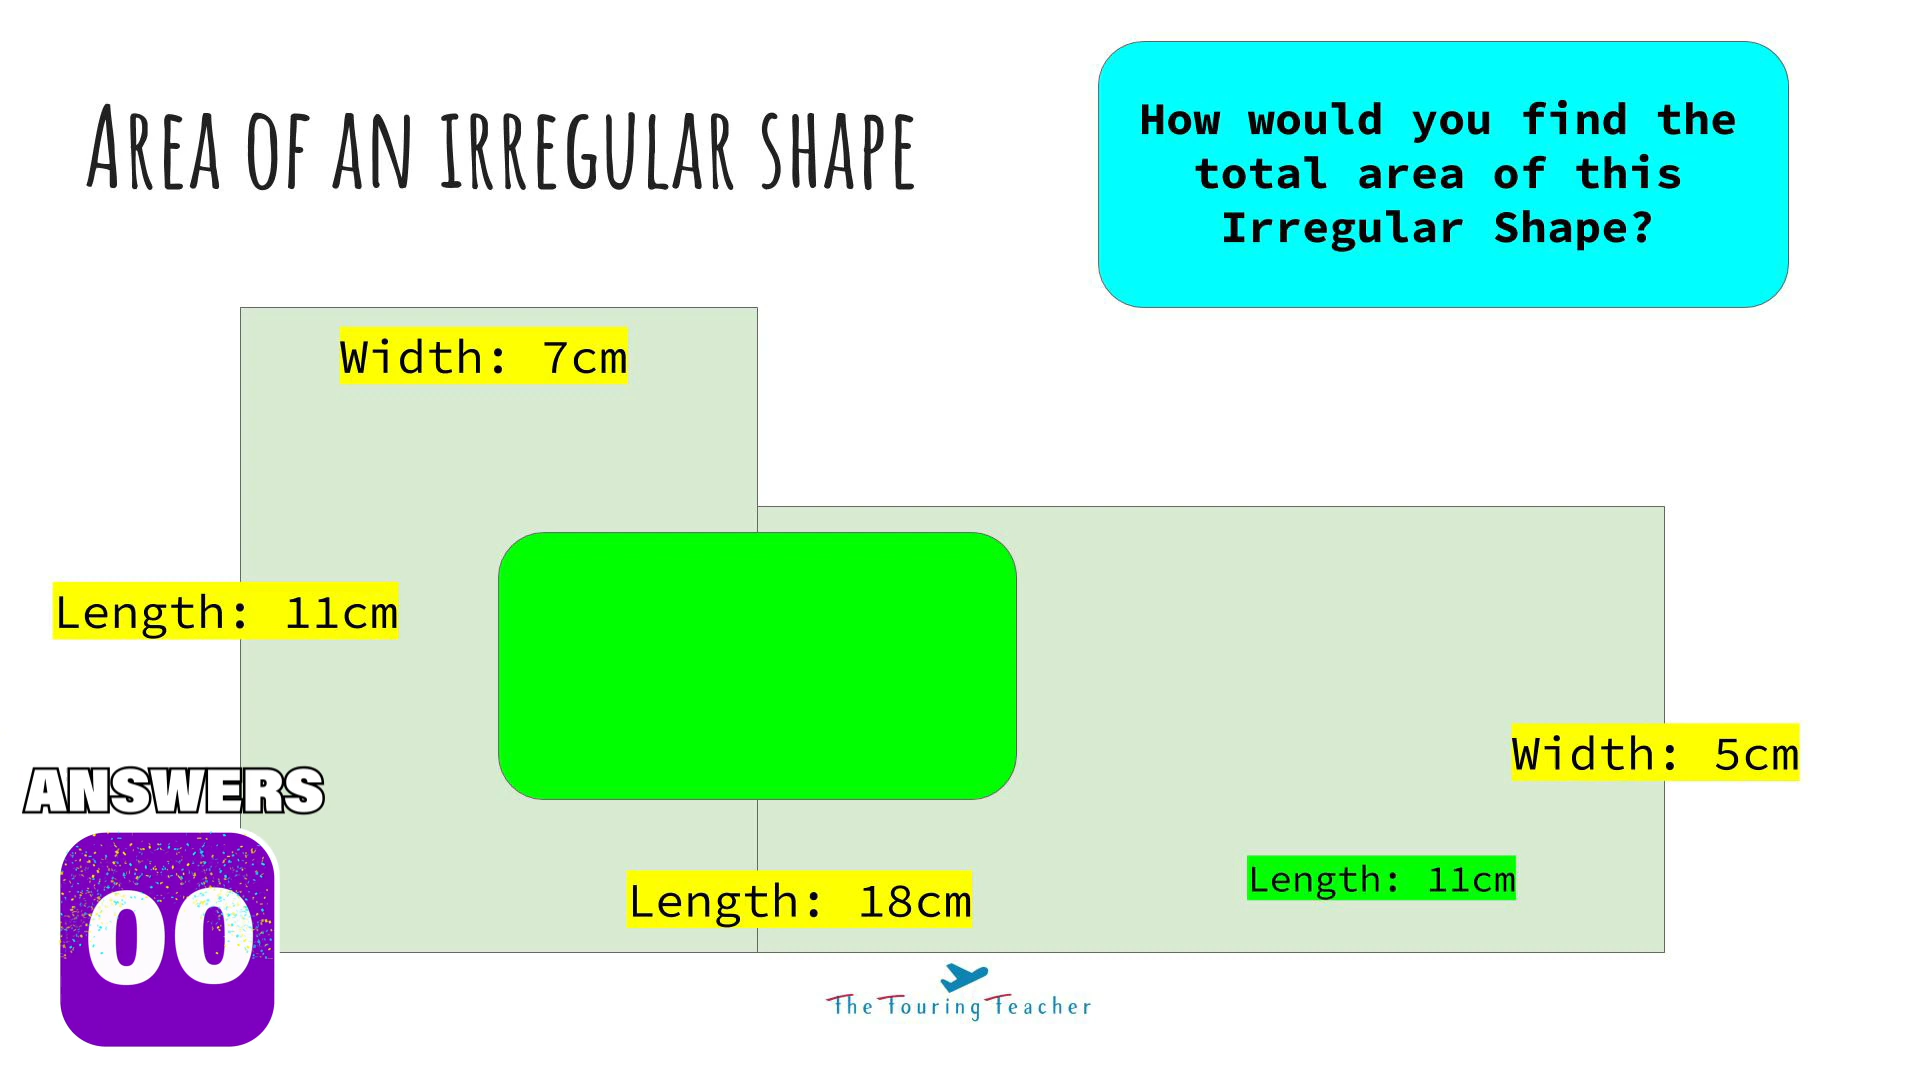 AREA OF AN IRREGULAR SHAPE
How would you find the
total area of this
Irregular Shape?
Width: 7cm
Length: 11cm
Width: 5cm
ANSWERS
00
Length: 18cm
Length: 11cm
The Touring Teacher